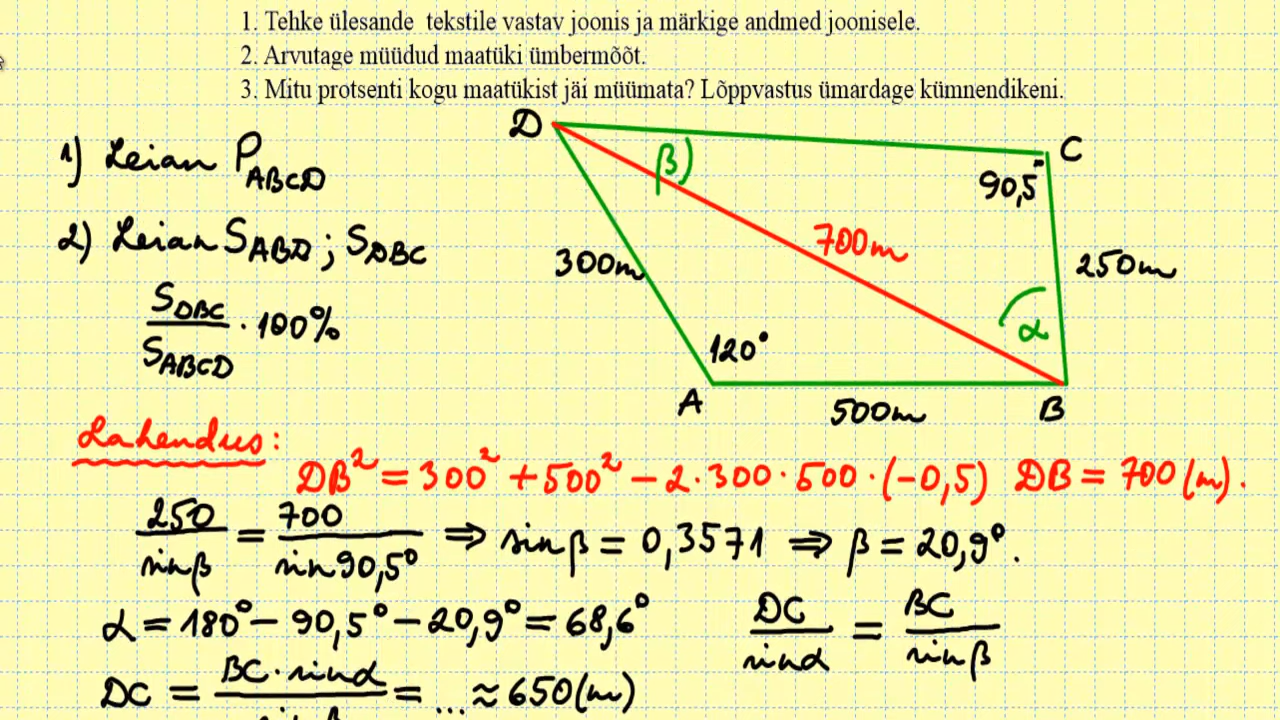 1. Tehke ülesande tekstile vastav joonis ja märkige andmed joonisele.
2. Arvutage müüdud maatüki ümbermõõt.
3. Mitu protsenti kogu maatükist jäi müümata? Lõppvastus ümardage kümnendikeni.
D
C
β)
90,5°
1) Leian P_ABCD
2) Leian S_ABD ; S_DBC
700m
300m
250m
S_DBC / S_ABCD · 100%
α
120°
A
500m
B
Lahendus:
DB² = 300² + 500² − 2·300·500·(−0,5) DB = 700(m).
250 / sinβ = 700 / sin90,5° ⇒ sinβ = 0,3571 ⇒ β = 20,9°.
α = 180° − 90,5° − 20,9° = 68,6°
DC / sinα = BC / sinβ
DC = BC · sinα / sinβ = ... ≈ 650(m)